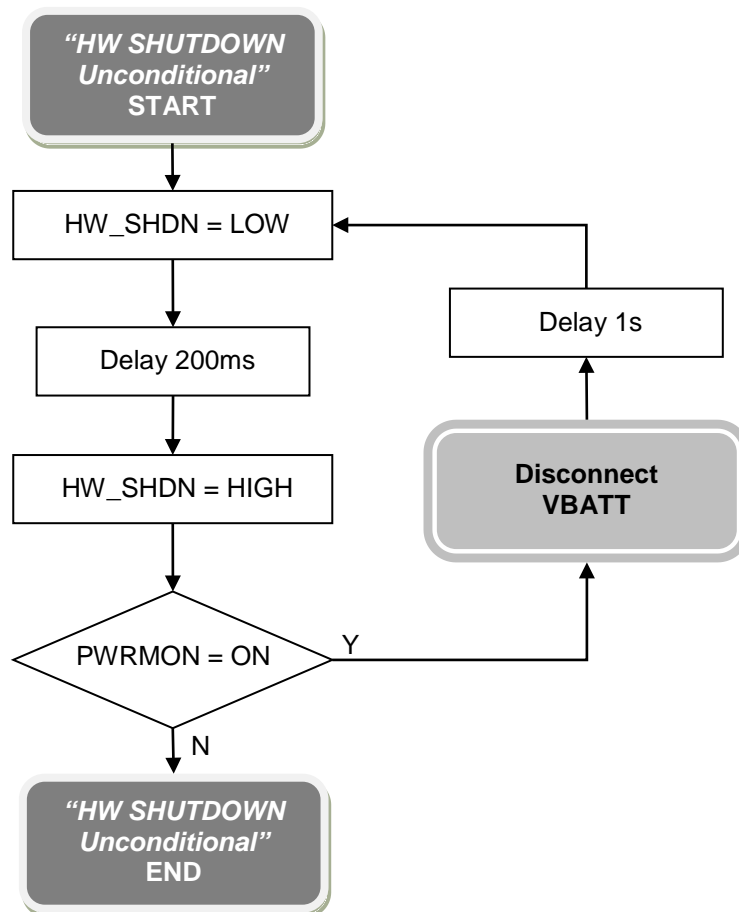 “HW SHUTDOWN
Unconditional”
START
HW_SHDN = LOW
Delay 200ms
HW_SHDN = HIGH
PWRMON = ON
Y
N
Delay 1s
Disconnect
VBATT
“HW SHUTDOWN
Unconditional”
END